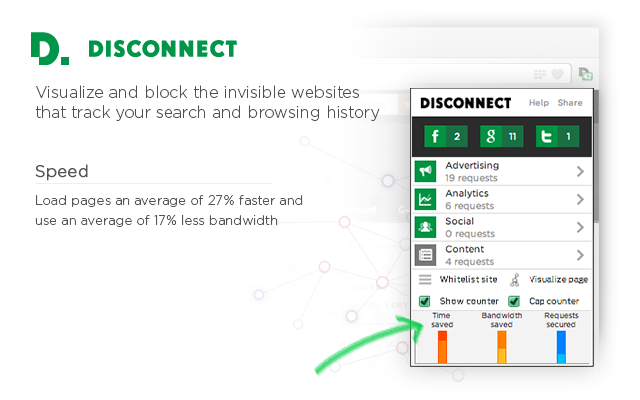 D. DISCONNECT
Visualize and block the invisible websites
that track your search and browsing history
Speed
Load pages an average of 27% faster and
use an average of 17% less bandwidth
DISCONNECT Help Share
f 2 g 11 t 1
Advertising
19 requests
Analytics
6 requests
Social
0 requests
Content
4 requests
Whitelist site Visualize page
Show counter Cap counter
Time Bandwidth Requests
saved saved secured